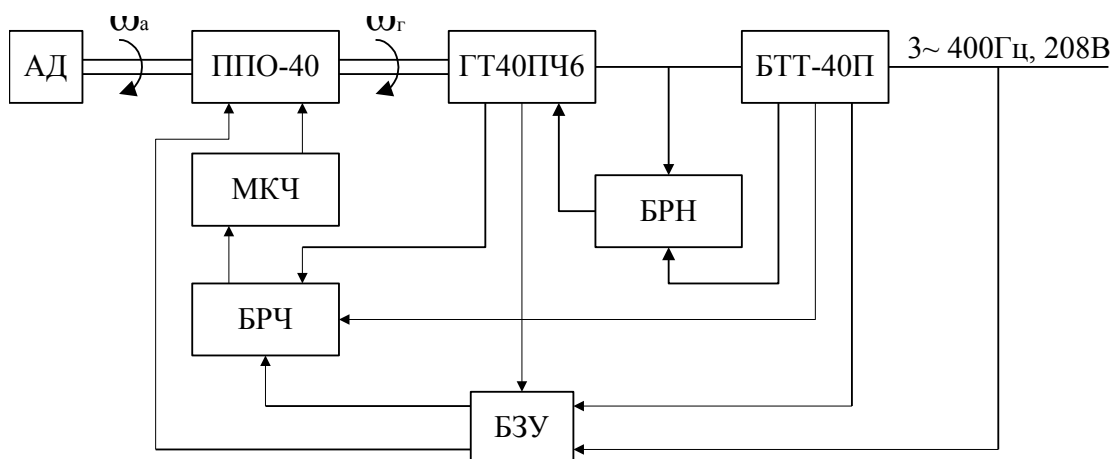 ωа
ωг
АД
ППО-40
ГТ40ПЧ6
БТТ-40П
3~ 400Гц, 208В
МКЧ
БРН
БРЧ
БЗУ